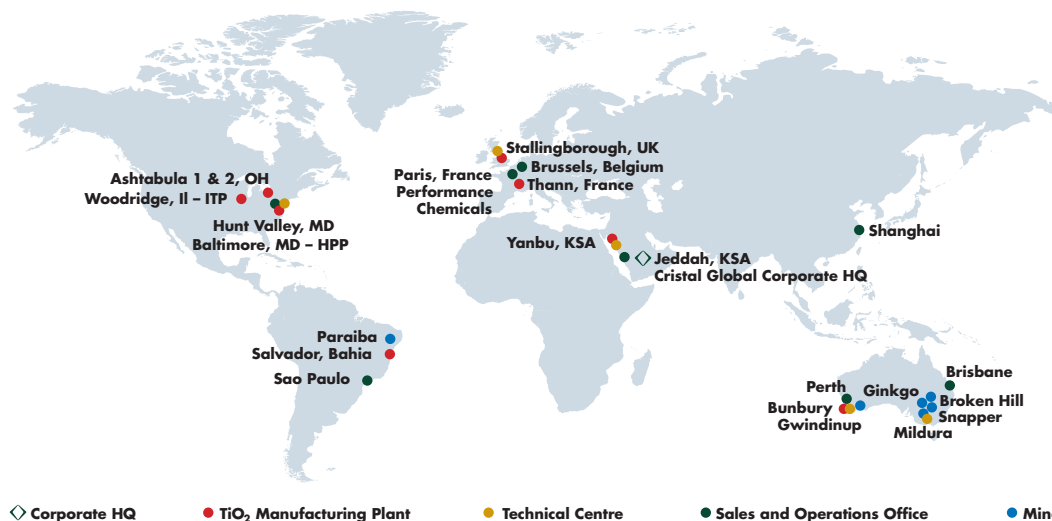 Stallingborough, UK
Brussels, Belgium
Thann, France
Paris, France
Performance
Chemicals
Ashtabula 1 & 2, OH
Woodridge, Il – ITP
Hunt Valley, MD
Baltimore, MD – HPP
Yanbu, KSA
Jeddah, KSA
Cristal Global Corporate HQ
Shanghai
Paraiba
Salvador, Bahia
Sao Paulo
Brisbane
Perth
Ginkgo
Broken Hill
Snapper
Bunbury
Gwindinup
Mildura
Corporate HQ
TiO₂ Manufacturing Plant
Technical Centre
Sales and Operations Office